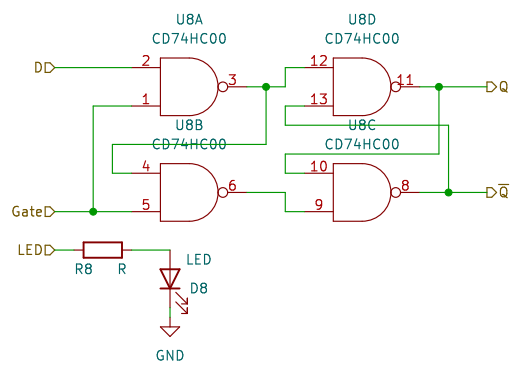 U8A
CD74HC00
U8D
CD74HC00
D
2
1
3
12
13
11
Q
U8B
CD74HC00
U8C
CD74HC00
4
5
6
10
9
8
Q̅
Gate
LED
R8
R
LED
D8
GND